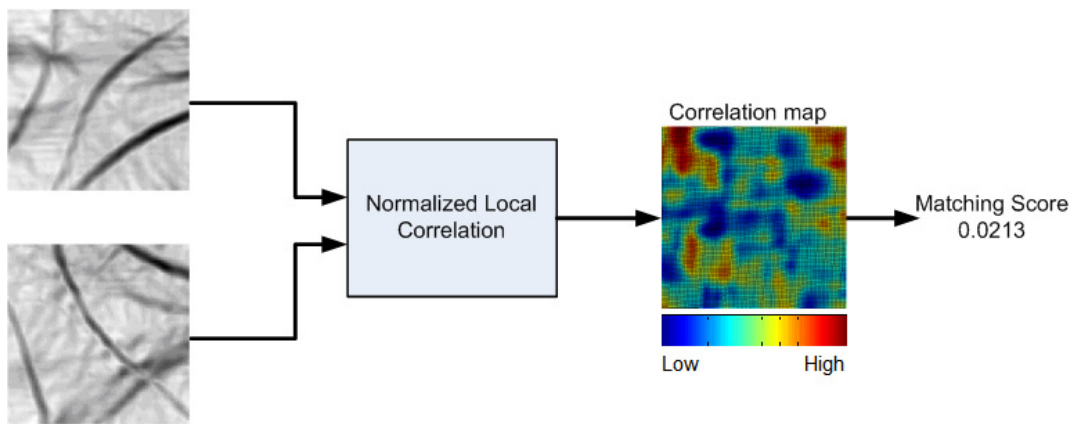 Correlation map
Normalized Local
Correlation
Matching Score
0.0213
Low
High